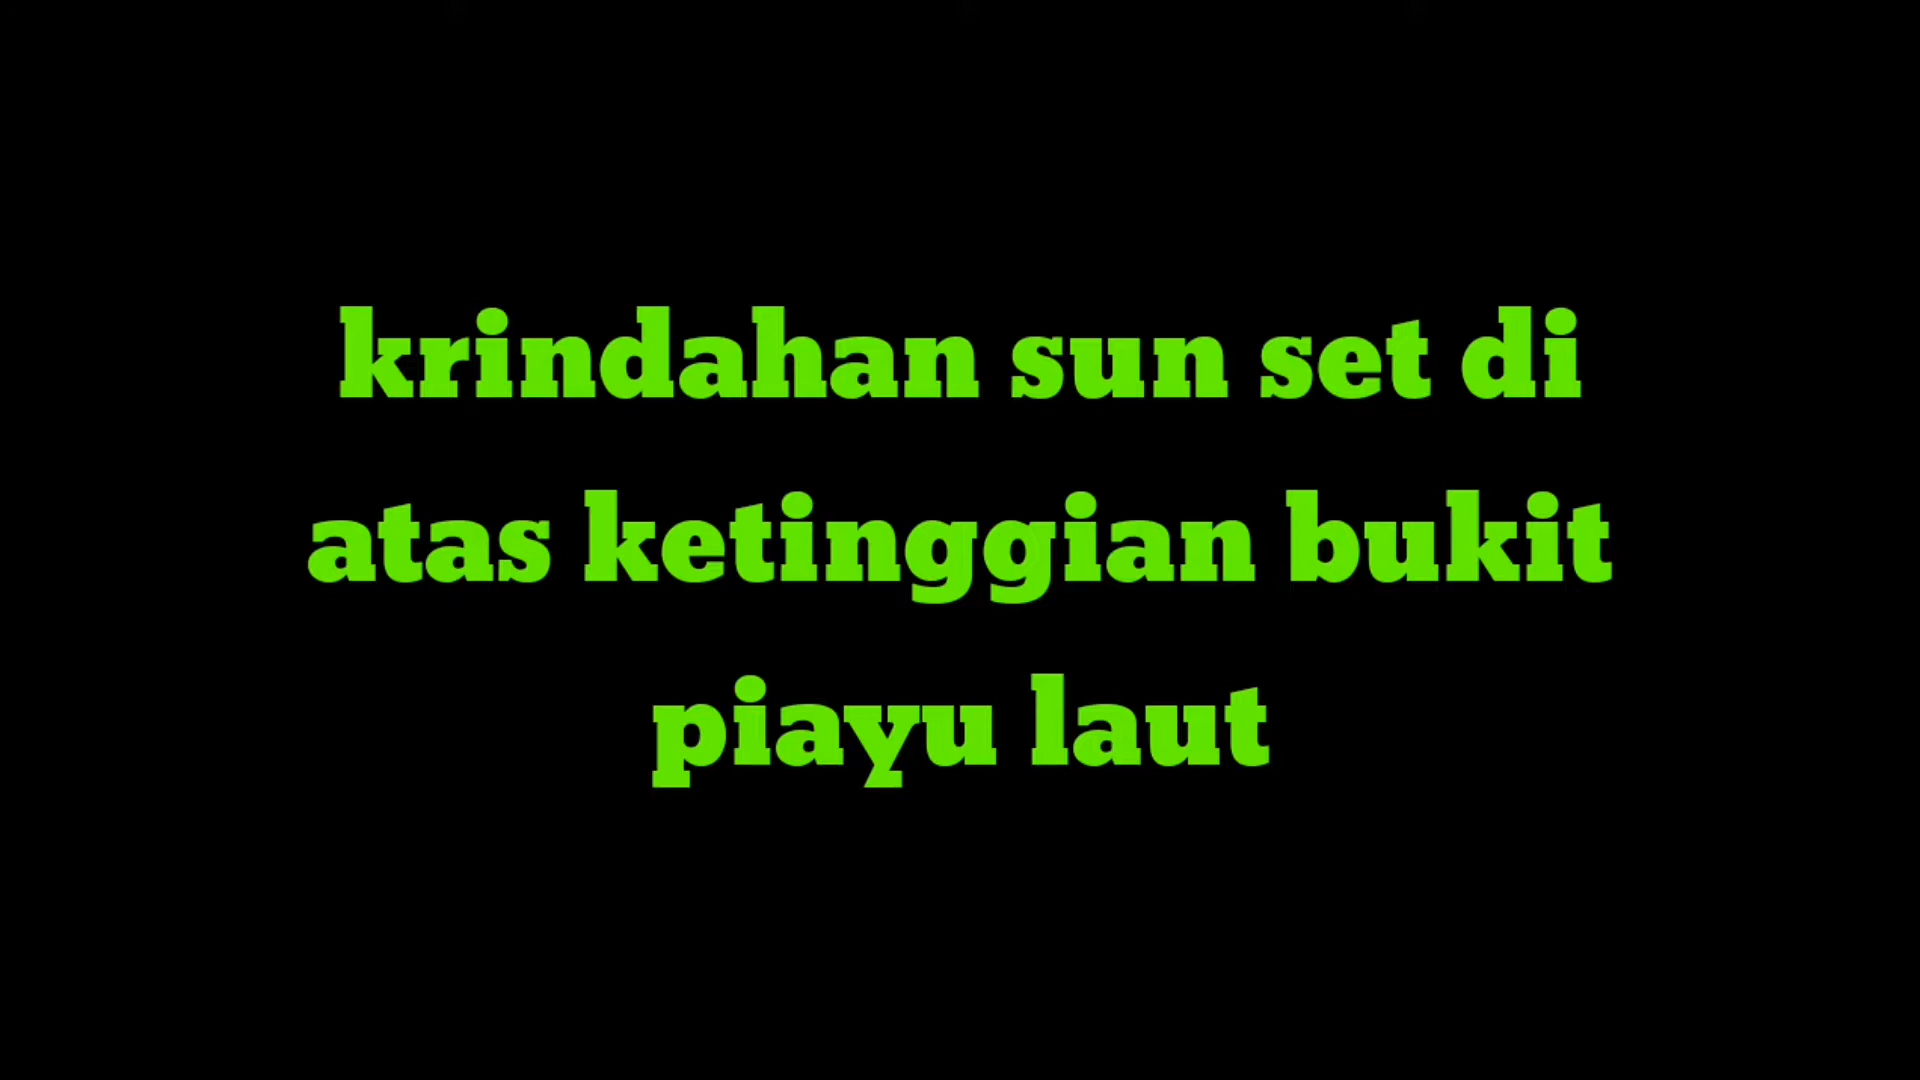 krindahan sun set di
atas ketinggian bukit
piayu laut